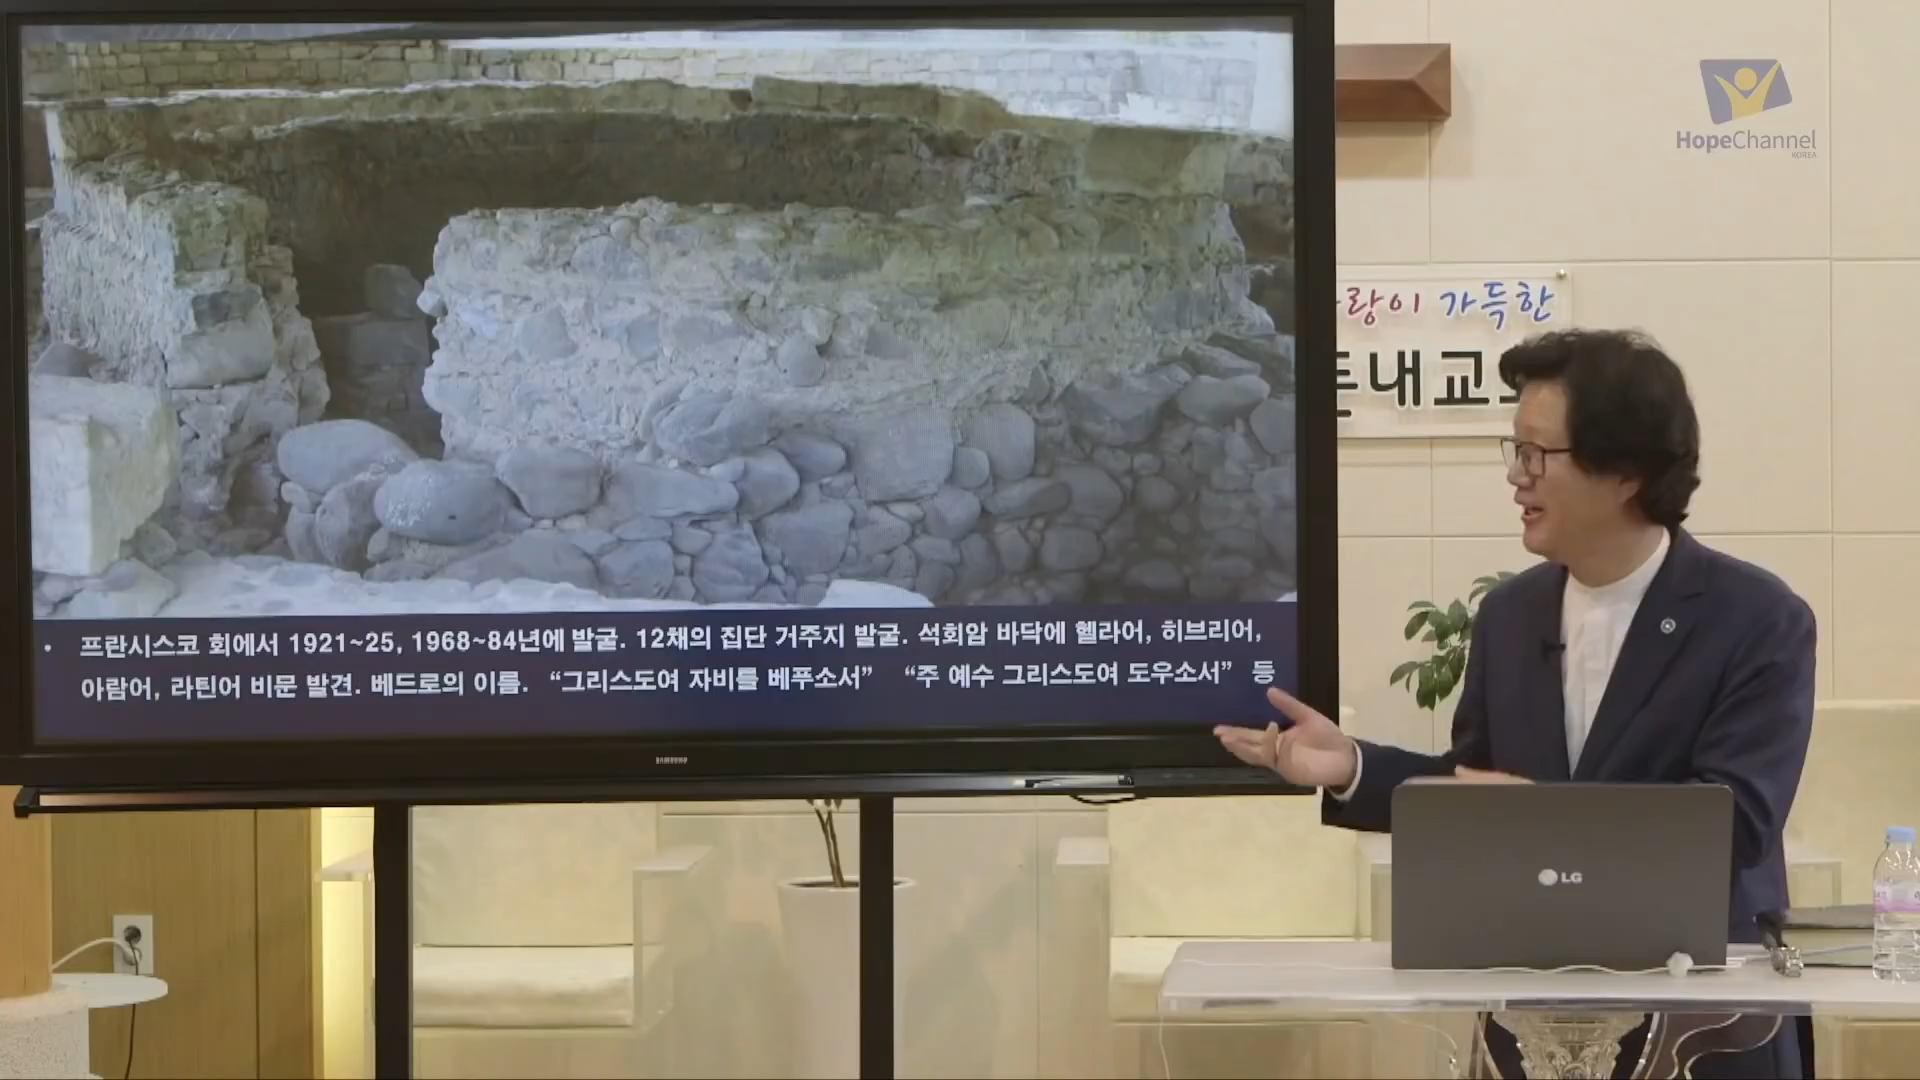 HopeChannel
KOREA
랑이 가득한
내교
• 프란시스코 회에서 1921~25, 1968~84년에 발굴. 12채의 집단 거주지 발굴. 석회암 바닥에 헬라어, 히브리어,
아람어, 라틴어 비문 발견. 베드로의 이름. “그리스도여 자비를 베푸소서” “주 예수 그리스도여 도우소서” 등
SAMSUNG
LG